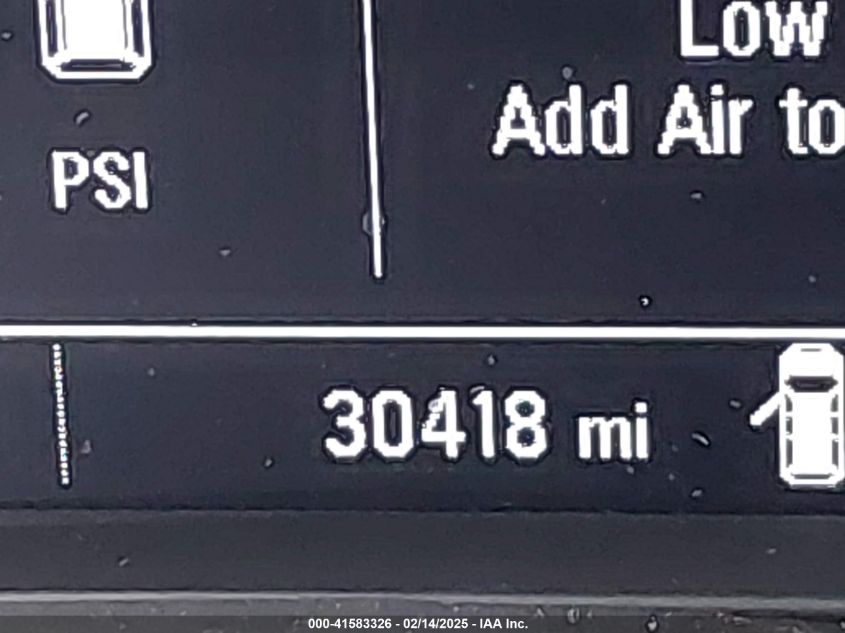 Low
Add Air to
PSI
30418 mi
000-41583326 - 02/14/2025 - IAA Inc.